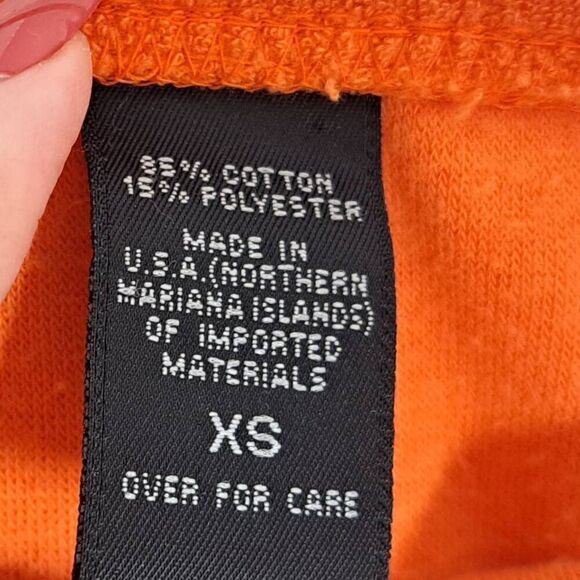 85% COTTON
15% POLYESTER
MADE IN
U.S.A.(NORTHERN
MARIANA ISLANDS)
OF IMPORTED
MATERIALS
XS
OVER FOR CARE